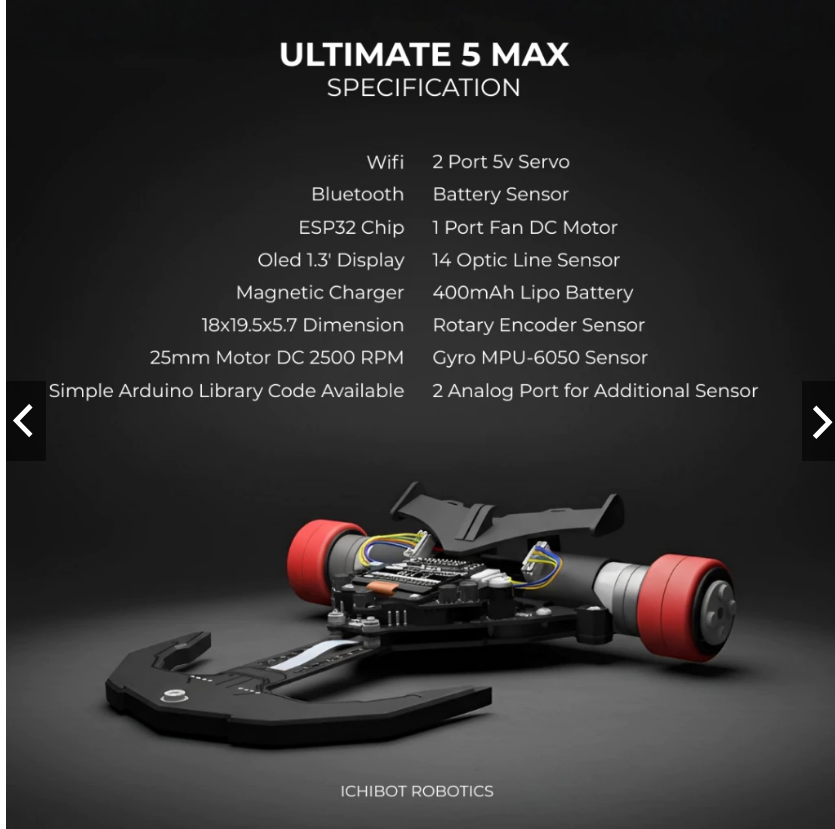 ULTIMATE 5 MAX
SPECIFICATION
Wifi
Bluetooth
ESP32 Chip
Oled 1.3' Display
Magnetic Charger
18x19.5x5.7 Dimension
25mm Motor DC 2500 RPM
Simple Arduino Library Code Available
2 Port 5v Servo
Battery Sensor
1 Port Fan DC Motor
14 Optic Line Sensor
400mAh Lipo Battery
Rotary Encoder Sensor
Gyro MPU-6050 Sensor
2 Analog Port for Additional Sensor
ICHIBOT ROBOTICS